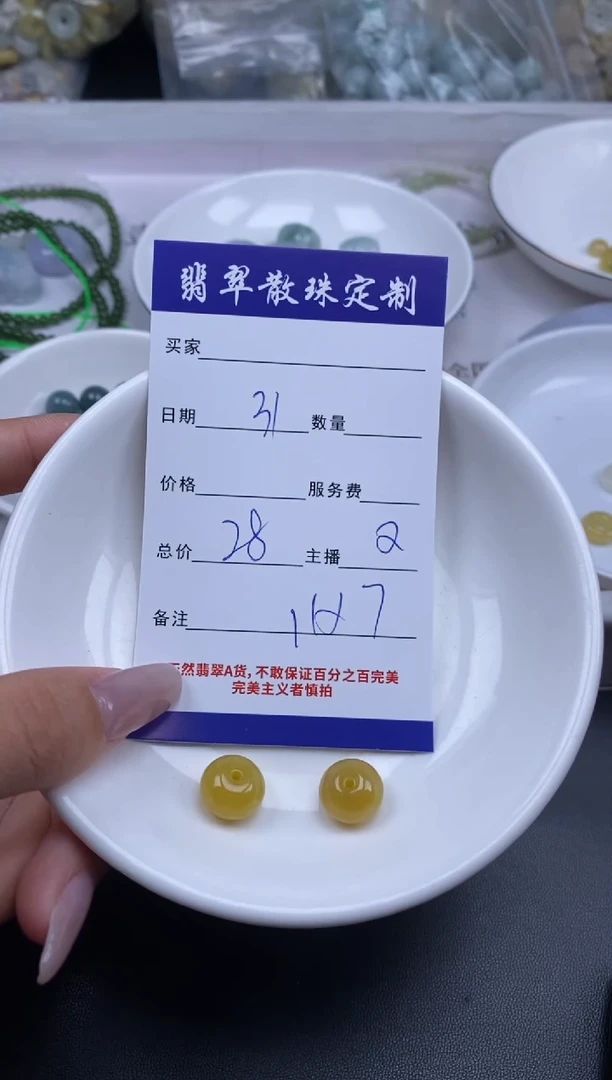 翡翠散珠定制
买家
日期 31 数量
价格 服务费
总价 28 主播 2
备注
然翡翠A货,不敢保证百分之百完美
完美主义者慎拍